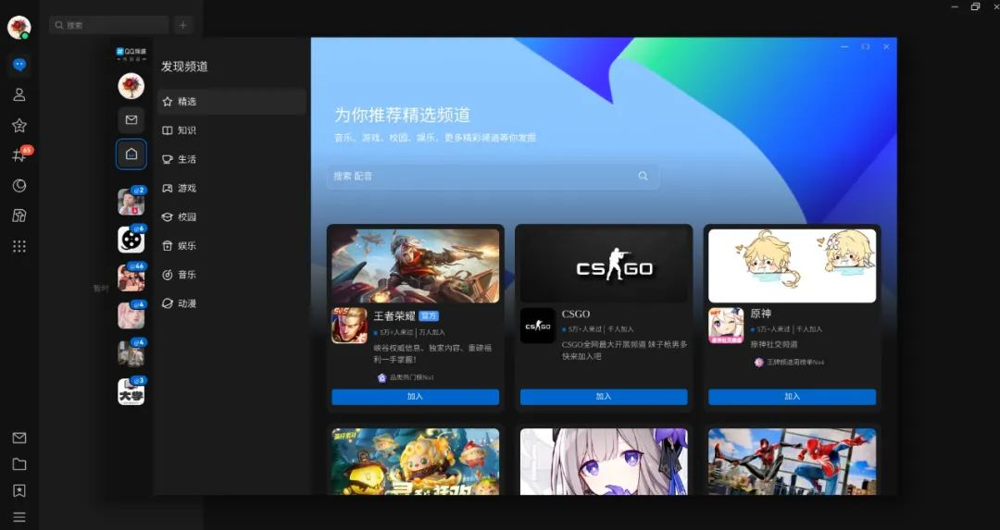 搜索
65
QQ频道
@2
@6
@46
@4
@4
@3
大学
暂时
发现频道
精选
知识
生活
游戏
校园
娱乐
音乐
动漫
为你推荐精选频道
音乐、游戏、校园、娱乐，更多精彩频道等你发掘
搜索 配音
5v5
王者荣耀 官方
5万+人来过 | 万人加入
峡谷权威信息、独家内容、重磅福
利一手掌握!
品类热门榜No1
加入
CS GO
CS GO
CSGO
5万+人来过 | 千人加入
CSGO全网最大开黑频道 妹子枪男多
快来加入吧
加入
原神社交频道
原神
5万+人来过 | 千人加入
原神社交频道
王牌频道周榜单No4
加入